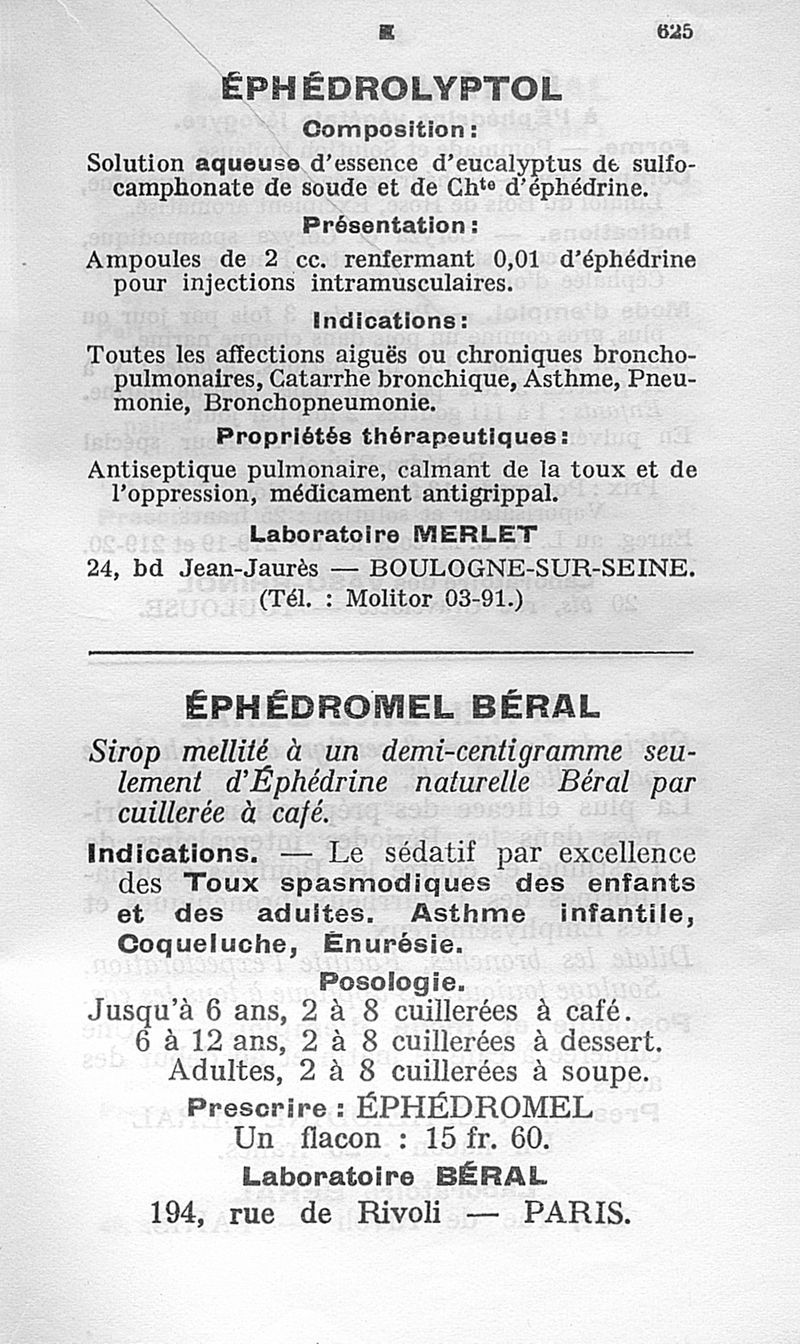 E 625
ÉPHÉDROLYPTOL
Composition :
Solution aqueuse d'essence d'eucalyptus de sulfo-
camphonate de soude et de Chte d'éphédrine.
Présentation :
Ampoules de 2 cc. renfermant 0,01 d'éphédrine
pour injections intramusculaires.
Indications :
Toutes les affections aiguës ou chroniques broncho-
pulmonaires, Catarrhe bronchique, Asthme, Pneu-
monie, Bronchopneumonie.
Propriétés thérapeutiques :
Antiseptique pulmonaire, calmant de la toux et de
l'oppression, médicament antigrippal.
Laboratoire MERLET
24, bd Jean-Jaurès — BOULOGNE-SUR-SEINE.
(Tél. : Molitor 03-91.)
ÉPHÉDROMEL BÉRAL
Sirop mellité à un demi-centigramme seu-
lement d'Éphédrine naturelle Béral par
cuillerée à café.
Indications. — Le sédatif par excellence
des Toux spasmodiques des enfants
et des adultes. Asthme infantile,
Coqueluche, Énurésie.
Posologie.
Jusqu'à 6 ans, 2 à 8 cuillerées à café.
6 à 12 ans, 2 à 8 cuillerées à dessert.
Adultes, 2 à 8 cuillerées à soupe.
Prescrire : ÉPHÉDROMEL
Un flacon : 15 fr. 60.
Laboratoire BÉRAL
194, rue de Rivoli — PARIS.